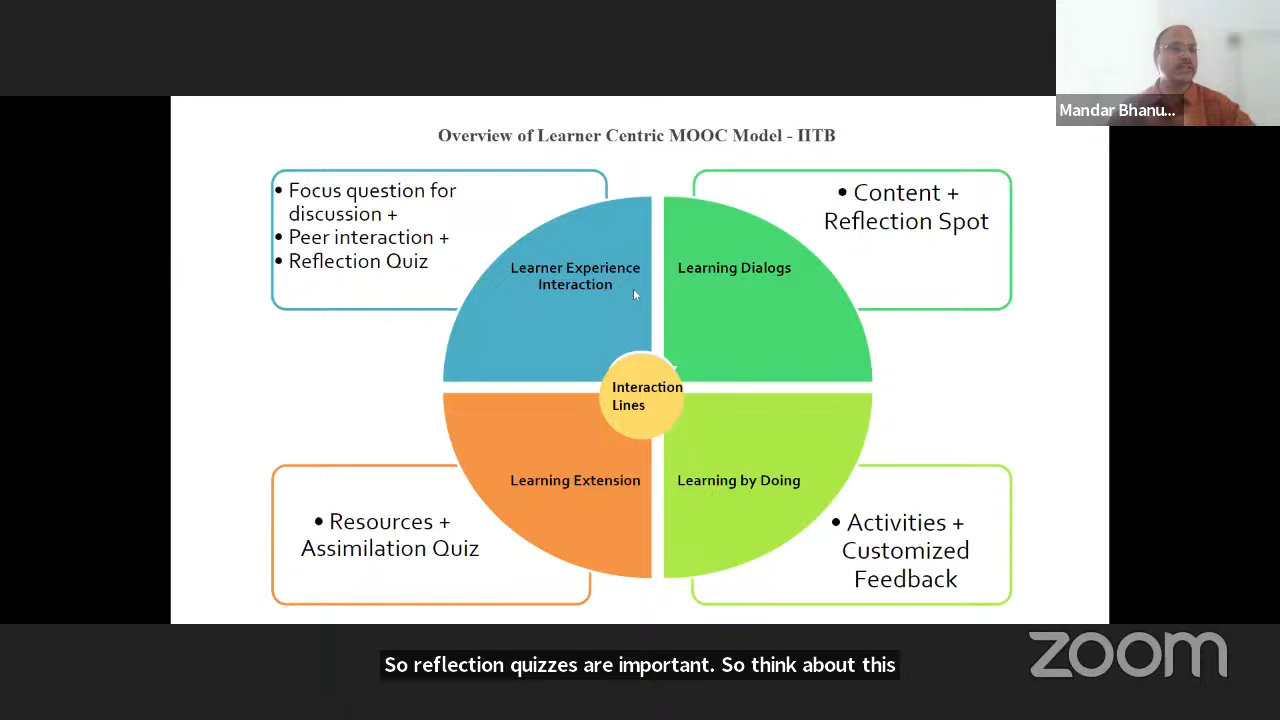 Mandar Bhanu...
Overview of Learner Centric MOOC Model - IITB
• Focus question for
discussion +
• Peer interaction +
• Reflection Quiz
• Content +
Reflection Spot
Learner Experience
Interaction
Learning Dialogs
Interaction
Lines
Learning Extension
Learning by Doing
• Resources +
Assimilation Quiz
• Activities +
Customized
Feedback
So reflection quizzes are important. So think about this
zoom